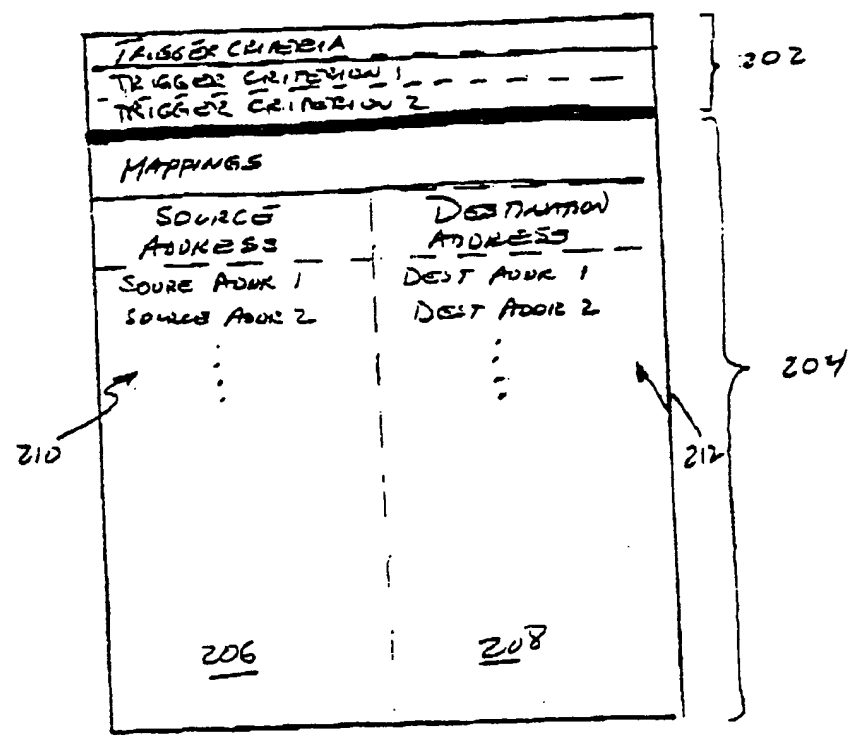 TRIGGER CRITERIA
TRIGGER CRITERION 1
TRIGGER CRITERION 2
202
MAPPINGS
SOURCE ADDRESS
DESTINATION ADDRESS
SOURE ADDR 1
DEST ADDR 1
SOURCE ADDR 2
DEST ADDR 2
204
210
212
206
208